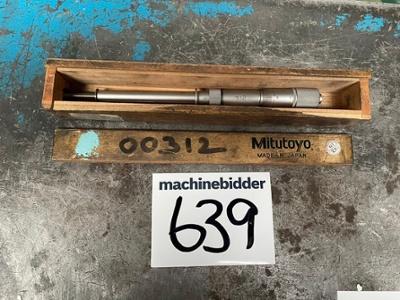 00312
Mitutoyo
MADE IN JAPAN
machinebidder
639